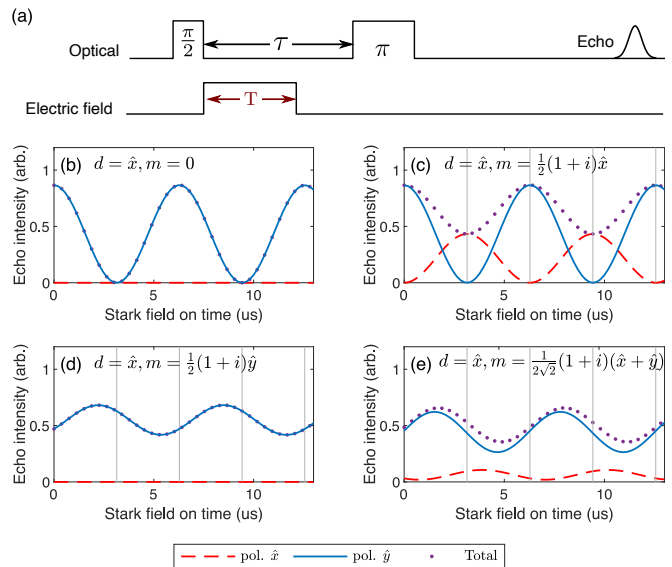 (a)
Optical π/2 τ π Echo
Electric field T
(b) d = x̂, m = 0
Echo intensity (arb.)
1
0.5
0
0 5 10
Stark field on time (us)
(c) d = x̂, m = ½(1 + i)x̂
Echo intensity (arb.)
1
0.5
0
0 5 10
Stark field on time (us)
(d) d = x̂, m = ½(1 + i)ŷ
Echo intensity (arb.)
1
0.5
0
0 5 10
Stark field on time (us)
(e) d = x̂, m = 1/(2√2)(1 + i)(x̂ + ŷ)
Echo intensity (arb.)
1
0.5
0
0 5 10
Stark field on time (us)
pol. x̂ pol. ŷ Total